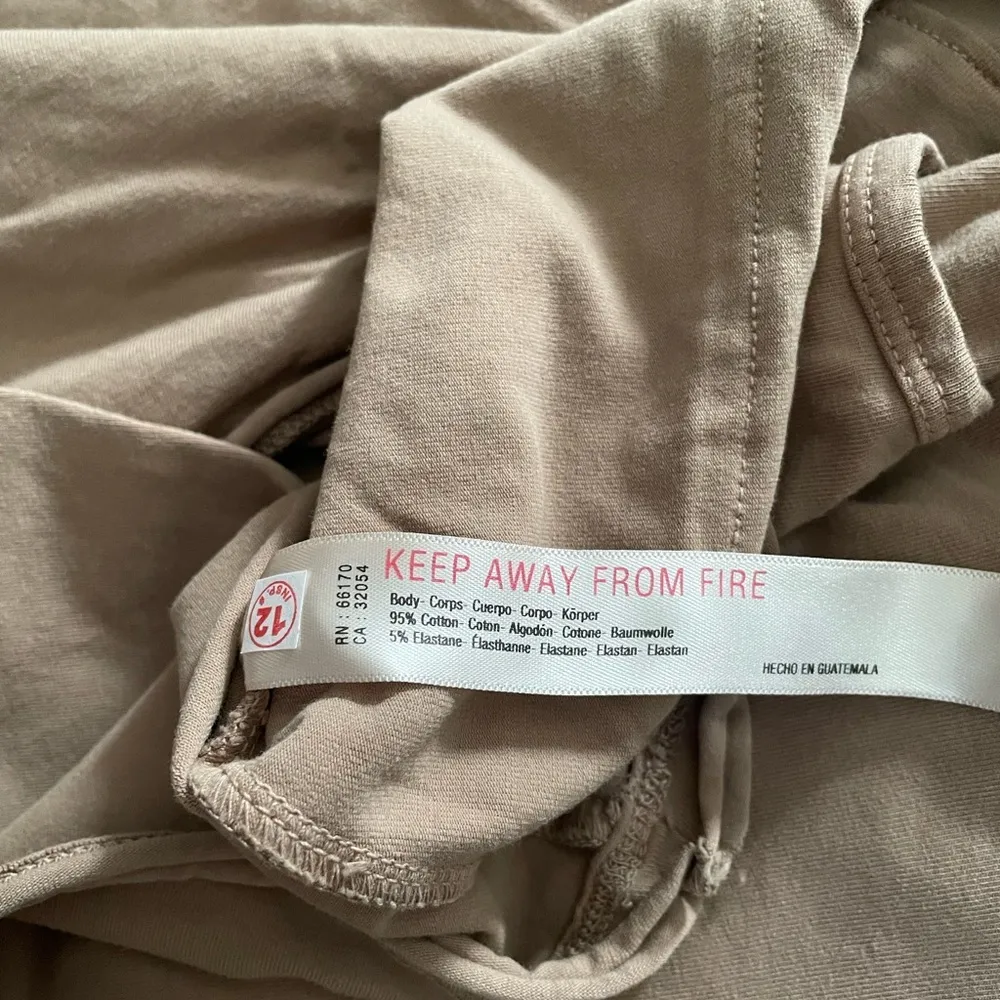 INSP. #
12
RN : 66170
CA : 32054
KEEP AWAY FROM FIRE
Body- Corps- Cuerpo- Corpo- Körper
95% Cotton- Coton- Algodón- Cotone- Baumwolle
5% Elastane- Élasthanne- Elastane- Elastan- Elastan
HECHO EN GUATEMALA